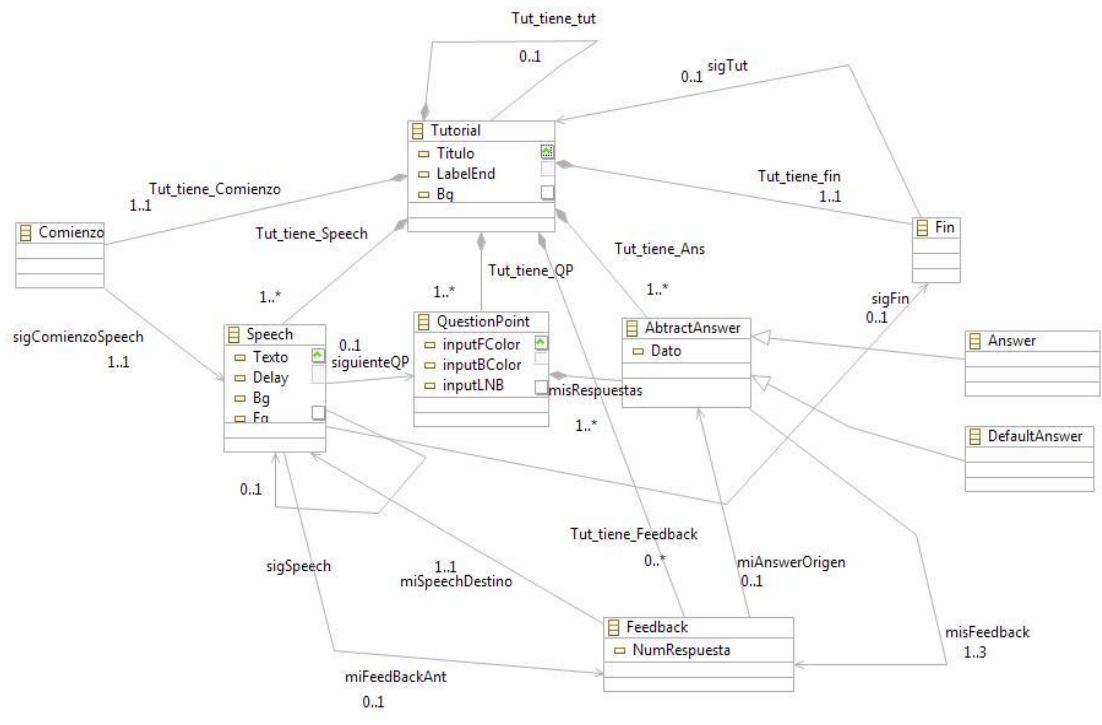 Tut_tiene_tut
0..1
sigTut
0..1
Tutorial
Titulo
LabelEnd
Bg
Tut_tiene_Comienzo
1..1
Tut_tiene_fin
1..1
Comienzo
Fin
Tut_tiene_Speech
1..*
Tut_tiene_QP
1..*
Tut_tiene_Ans
1..*
sigFin
0..1
sigComienzoSpeech
1..1
Speech
Texto
Delay
Bg
Fg
0..1
siguienteQP
QuestionPoint
inputFColor
inputBColor
inputLNB
AbtractAnswer
Dato
misRespuestas
1..*
Answer
DefaultAnswer
0..1
sigSpeech
1..1
miSpeechDestino
Tut_tiene_Feedback
0..*
miAnswerOrigen
0..1
Feedback
NumRespuesta
misFeedback
1..3
miFeedBackAnt
0..1